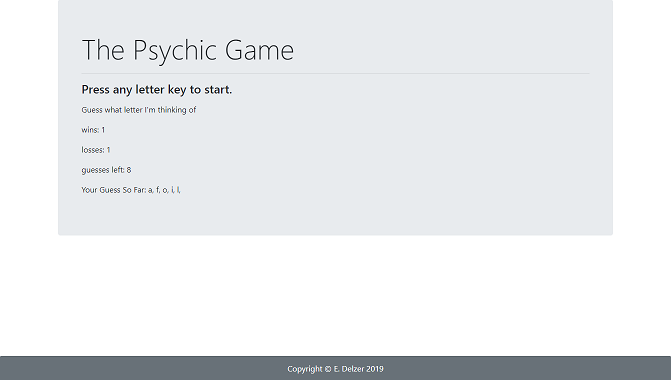 The Psychic Game
Press any letter key to start.
Guess what letter I'm thinking of
wins: 1
losses: 1
guesses left: 8
Your Guess So Far: a, f, o, i, l,
Copyright © E. Delzer 2019